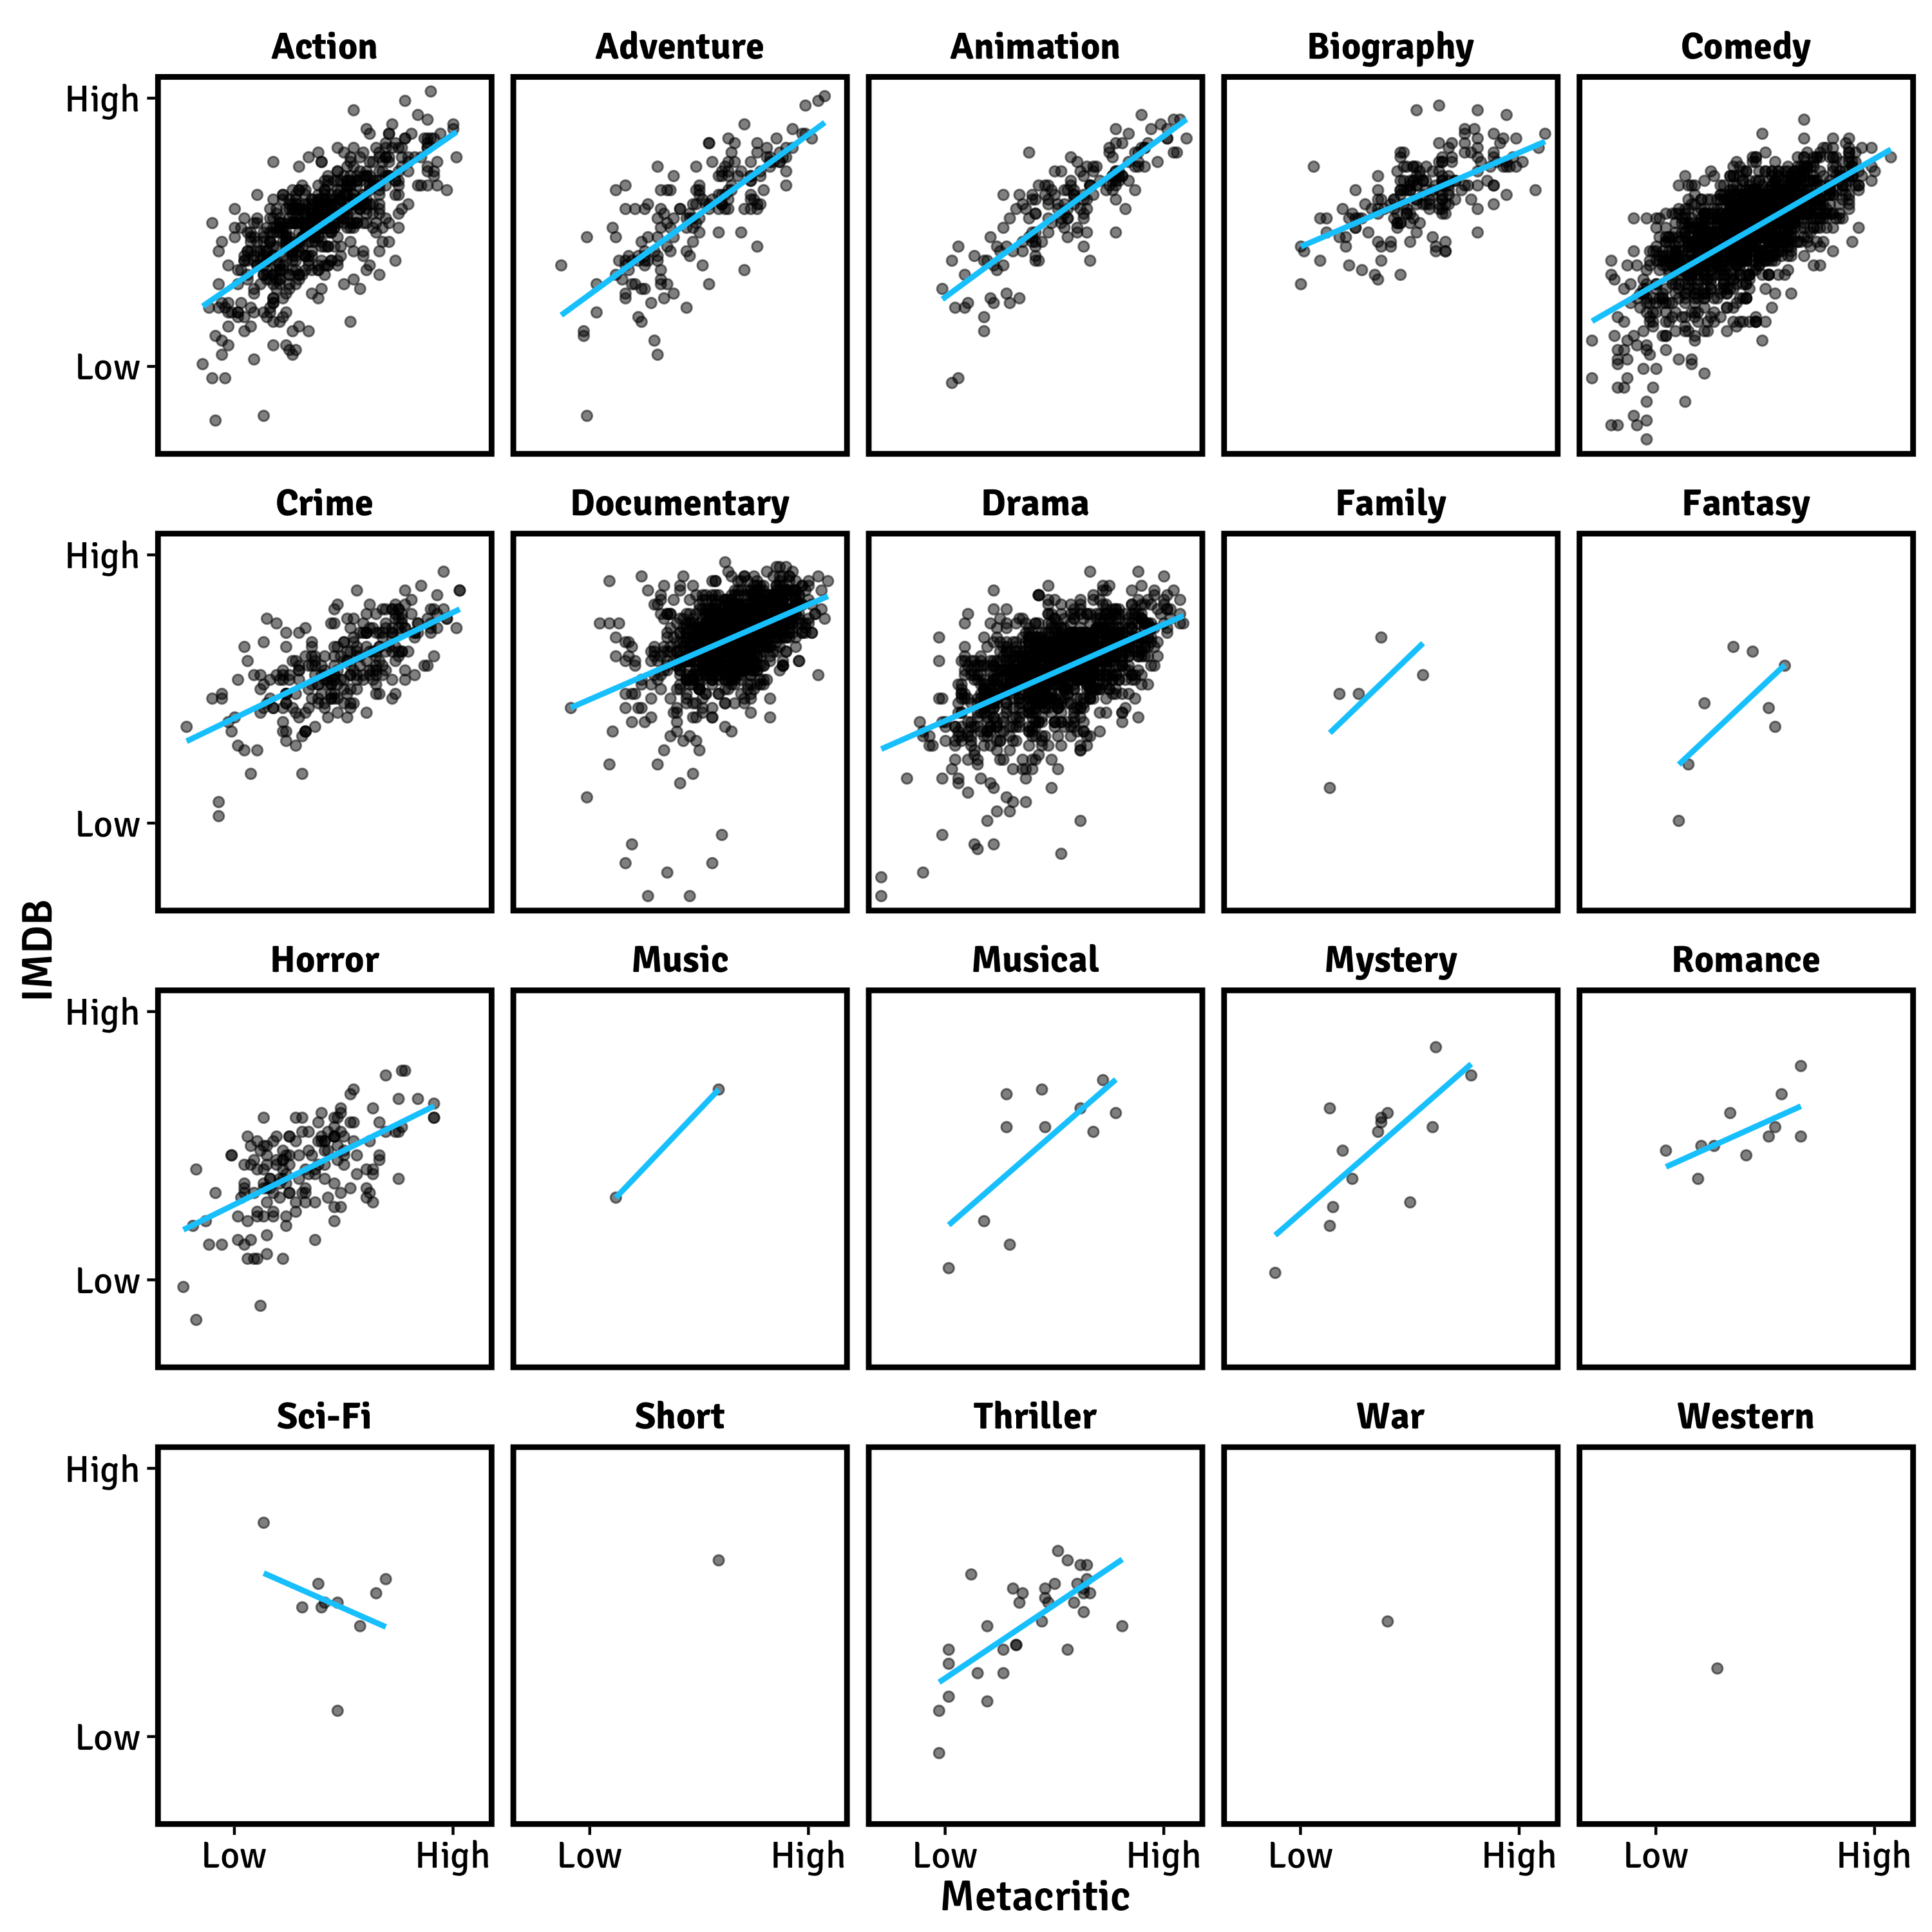 Action Adventure Animation Biography Comedy
High
Low
Crime Documentary Drama Family Fantasy
High
Low
IMDB
Horror Music Musical Mystery Romance
High
Low
Sci-Fi Short Thriller War Western
High
Low
Low High Low High Low High Low High Low High
Metacritic